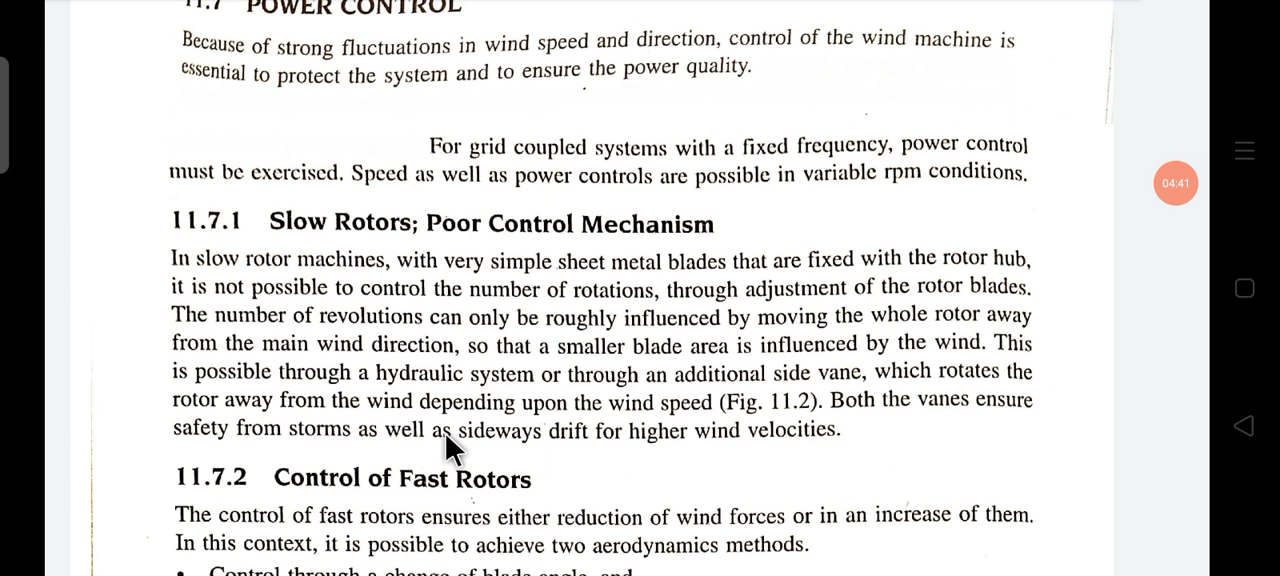 11.7 POWER CONTROL
Because of strong fluctuations in wind speed and direction, control of the wind machine is
essential to protect the system and to ensure the power quality.
For grid coupled systems with a fixed frequency, power control
must be exercised. Speed as well as power controls are possible in variable rpm conditions.
11.7.1 Slow Rotors; Poor Control Mechanism
In slow rotor machines, with very simple sheet metal blades that are fixed with the rotor hub,
it is not possible to control the number of rotations, through adjustment of the rotor blades.
The number of revolutions can only be roughly influenced by moving the whole rotor away
from the main wind direction, so that a smaller blade area is influenced by the wind. This
is possible through a hydraulic system or through an additional side vane, which rotates the
rotor away from the wind depending upon the wind speed (Fig. 11.2). Both the vanes ensure
safety from storms as well as sideways drift for higher wind velocities.
11.7.2 Control of Fast Rotors
The control of fast rotors ensures either reduction of wind forces or in an increase of them.
In this context, it is possible to achieve two aerodynamics methods.
• Control through a change of blade angle, and
04:41